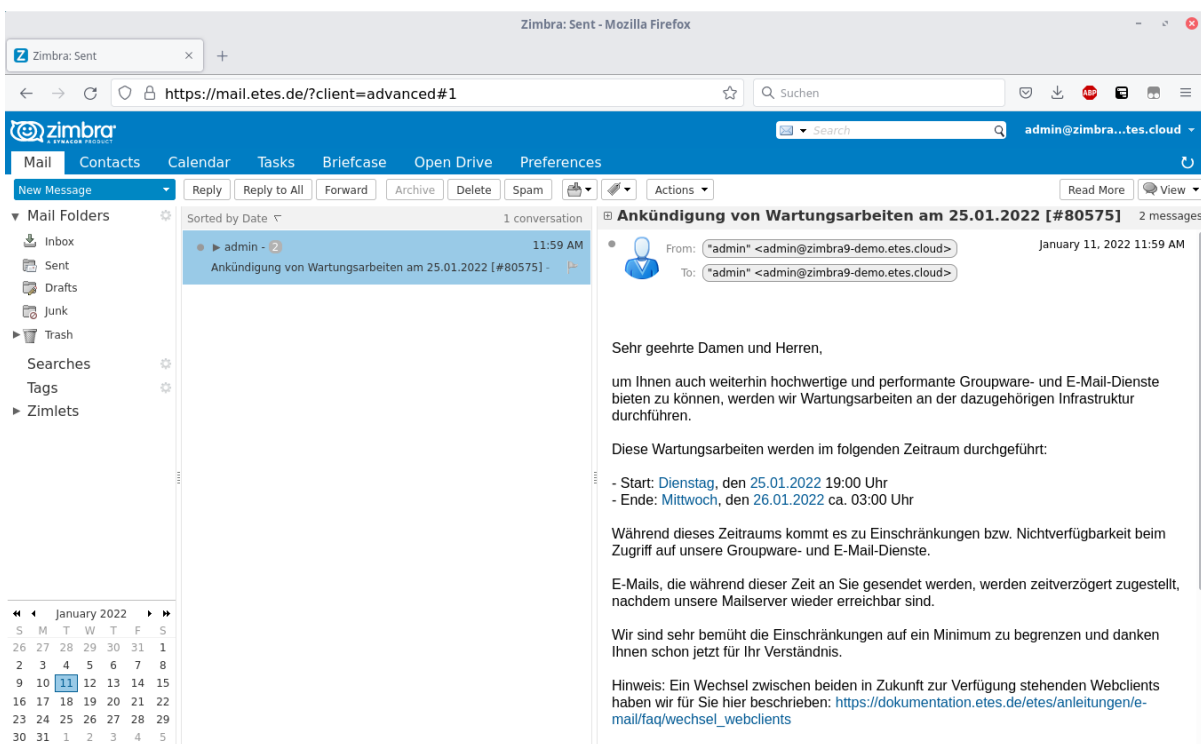 Zimbra: Sent - Mozilla Firefox
Zimbra: Sent
https://mail.etes.de/?client=advanced#1
Suchen
ABP
zimbra
A SYNACOR PRODUCT
Search
admin@zimbra...tes.cloud
Mail Contacts Calendar Tasks Briefcase Open Drive Preferences
New Message
Reply Reply to All Forward Archive Delete Spam Actions Read More View
Mail Folders
Inbox
Sent
Drafts
Junk
Trash
Searches
Tags
Zimlets
Sorted by Date 1 conversation
admin - 2 11:59 AM
Ankündigung von Wartungsarbeiten am 25.01.2022 [#80575] -
Ankündigung von Wartungsarbeiten am 25.01.2022 [#80575] 2 messages
From: "admin" <admin@zimbra9-demo.etes.cloud> January 11, 2022 11:59 AM
To: "admin" <admin@zimbra9-demo.etes.cloud>
Sehr geehrte Damen und Herren,
um Ihnen auch weiterhin hochwertige und performante Groupware- und E-Mail-Dienste
bieten zu können, werden wir Wartungsarbeiten an der dazugehörigen Infrastruktur
durchführen.
Diese Wartungsarbeiten werden im folgenden Zeitraum durchgeführt:
- Start: Dienstag, den 25.01.2022 19:00 Uhr
- Ende: Mittwoch, den 26.01.2022 ca. 03:00 Uhr
Während dieses Zeitraums kommt es zu Einschränkungen bzw. Nichtverfügbarkeit beim
Zugriff auf unsere Groupware- und E-Mail-Dienste.
E-Mails, die während dieser Zeit an Sie gesendet werden, werden zeitverzögert zugestellt,
nachdem unsere Mailserver wieder erreichbar sind.
Wir sind sehr bemüht die Einschränkungen auf ein Minimum zu begrenzen und danken
Ihnen schon jetzt für Ihr Verständnis.
Hinweis: Ein Wechsel zwischen beiden in Zukunft zur Verfügung stehenden Webclients
haben wir für Sie hier beschrieben: https://dokumentation.etes.de/etes/anleitungen/e-
mail/faq/wechsel_webclients
January 2022
S M T W T F S
26 27 28 29 30 31 1
2 3 4 5 6 7 8
9 10 11 12 13 14 15
16 17 18 19 20 21 22
23 24 25 26 27 28 29
30 31 1 2 3 4 5